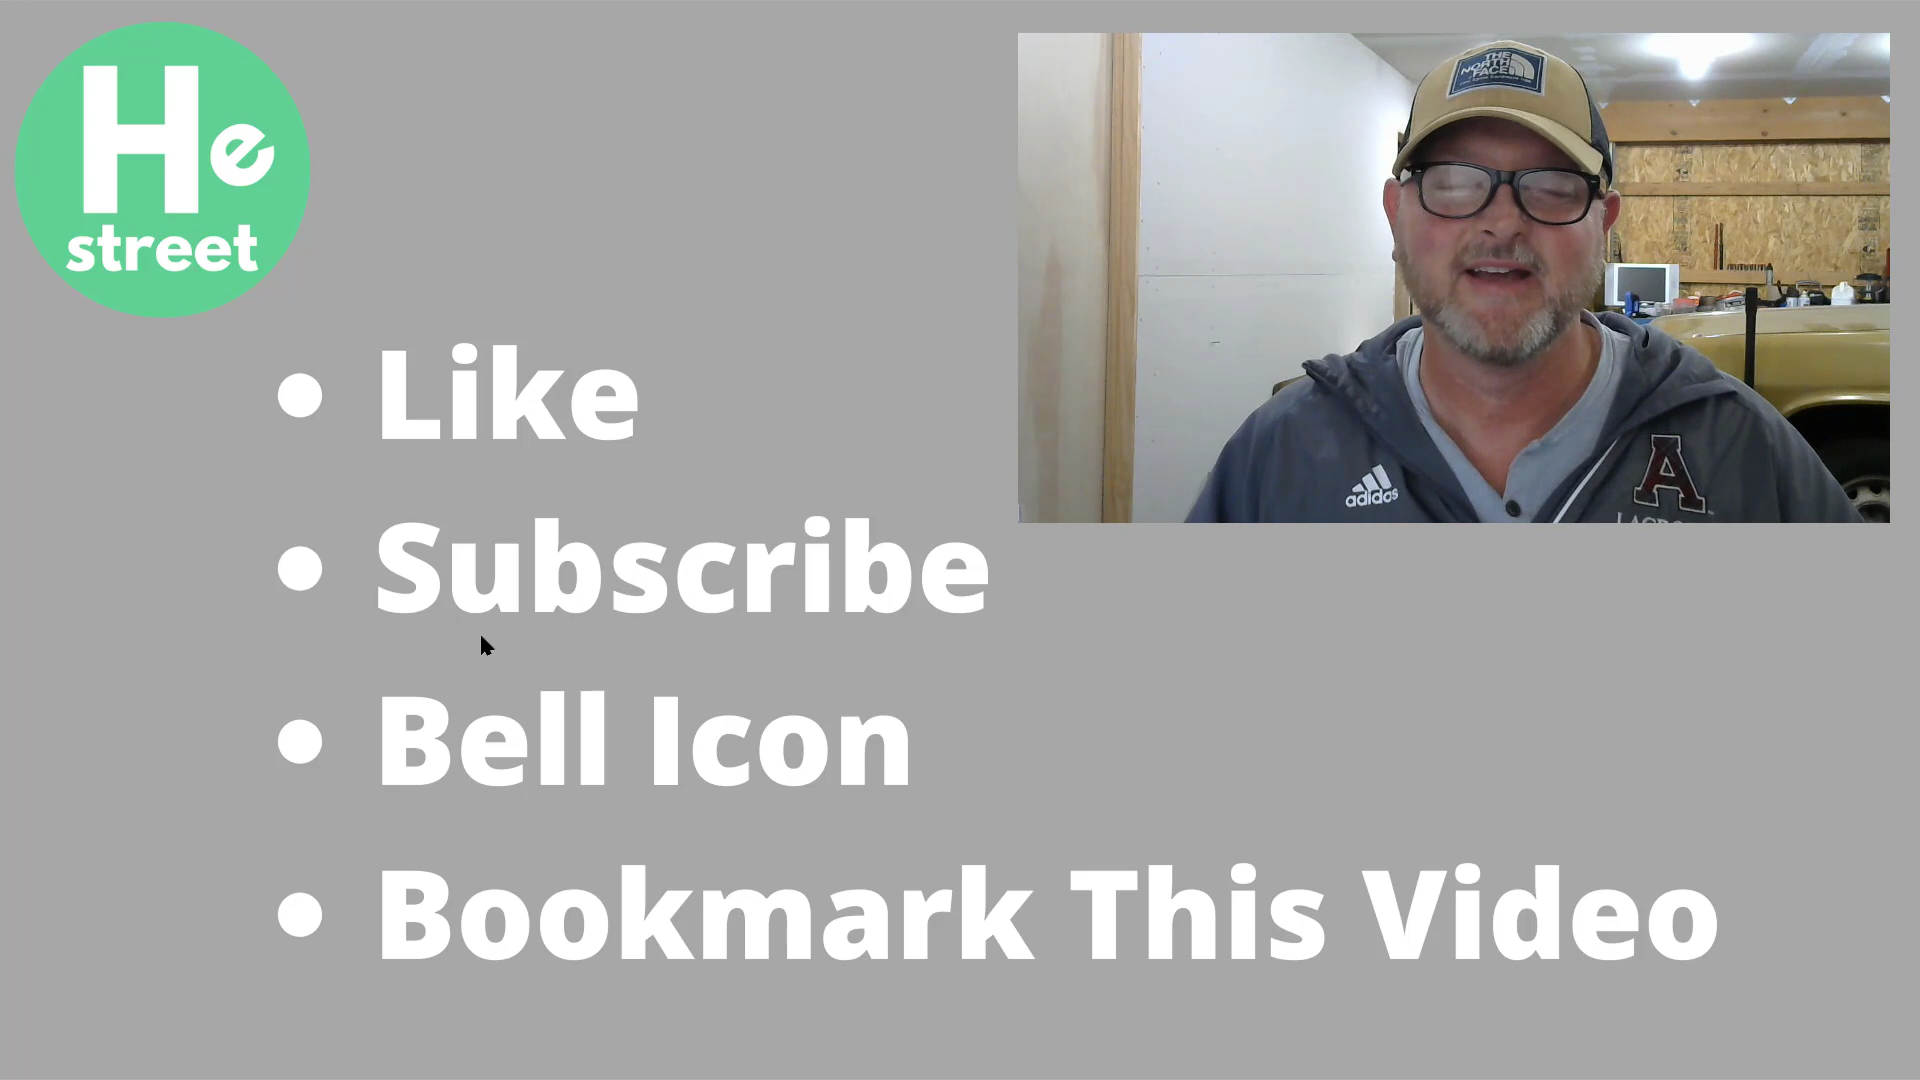 He
street
THE
NORTH
FACE
adidas
A
Like
Subscribe
Bell Icon
Bookmark This Video